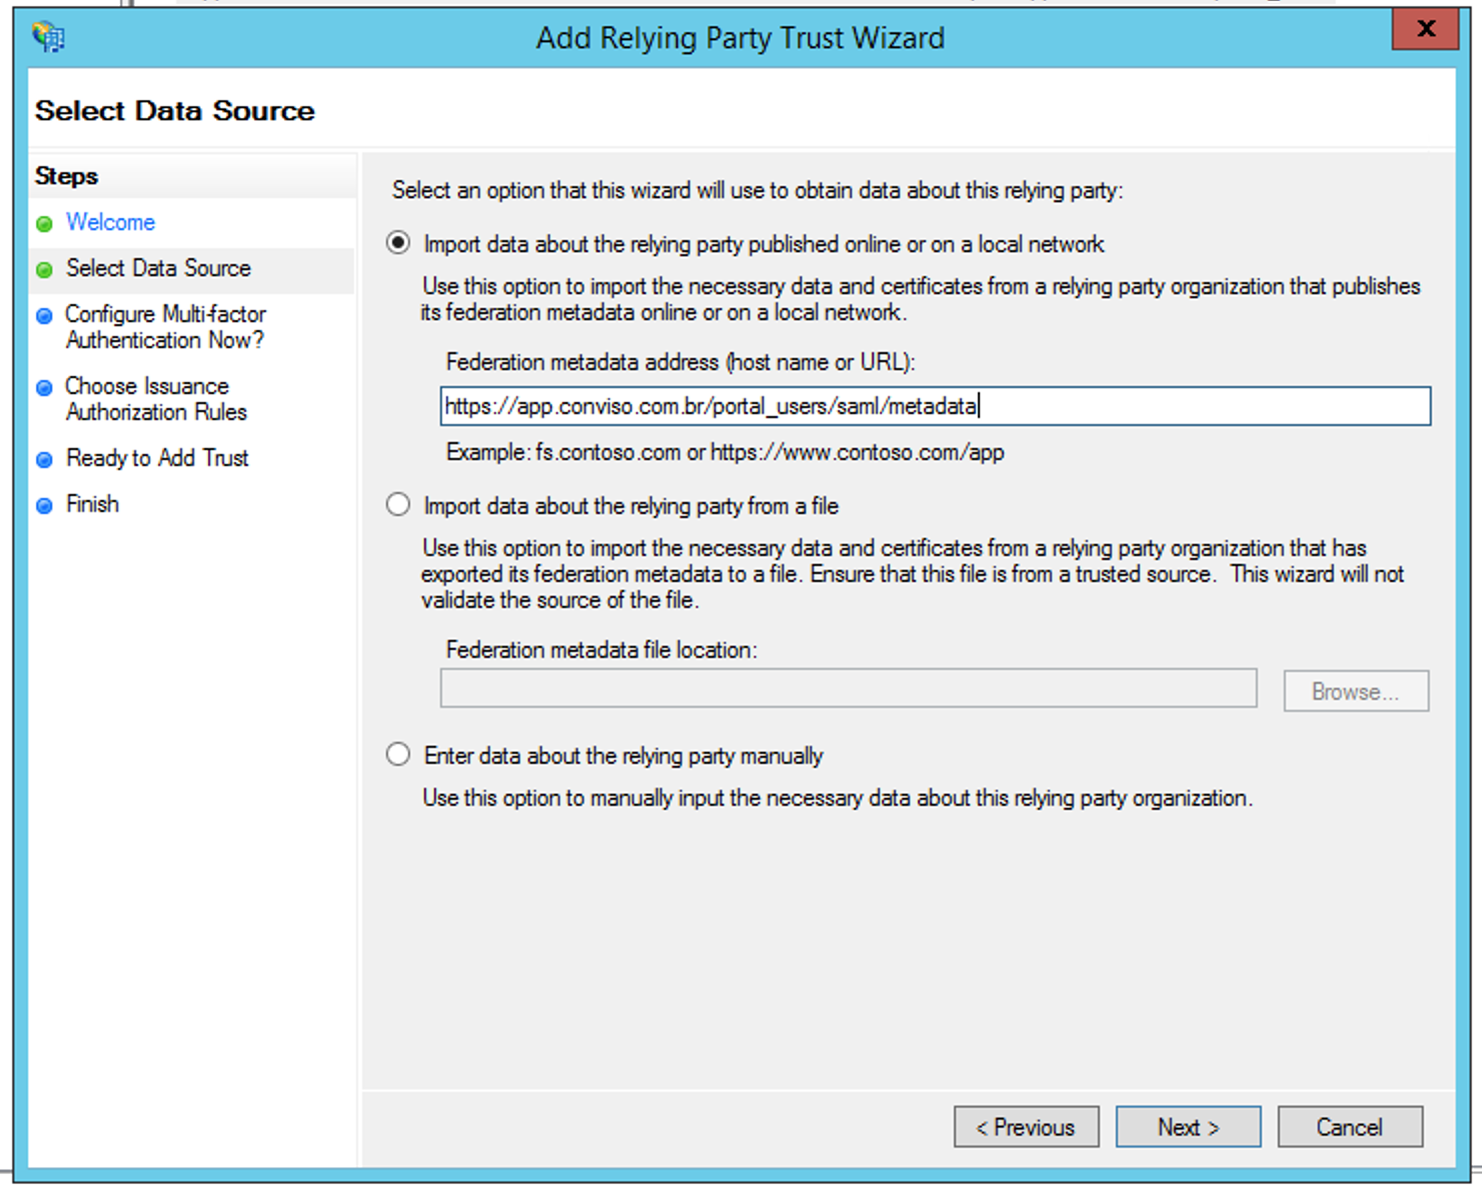 Add Relying Party Trust Wizard
X
Select Data Source
Steps
Welcome
Select Data Source
Configure Multi-factor
Authentication Now?
Choose Issuance
Authorization Rules
Ready to Add Trust
Finish
Select an option that this wizard will use to obtain data about this relying party:
Import data about the relying party published online or on a local network
Use this option to import the necessary data and certificates from a relying party organization that publishes
its federation metadata online or on a local network.
Federation metadata address (host name or URL):
https://app.conviso.com.br/portal_users/saml/metadata
Example: fs.contoso.com or https://www.contoso.com/app
Import data about the relying party from a file
Use this option to import the necessary data and certificates from a relying party organization that has
exported its federation metadata to a file. Ensure that this file is from a trusted source.  This wizard will not
validate the source of the file.
Federation metadata file location:
Browse...
Enter data about the relying party manually
Use this option to manually input the necessary data about this relying party organization.
< Previous
Next >
Cancel